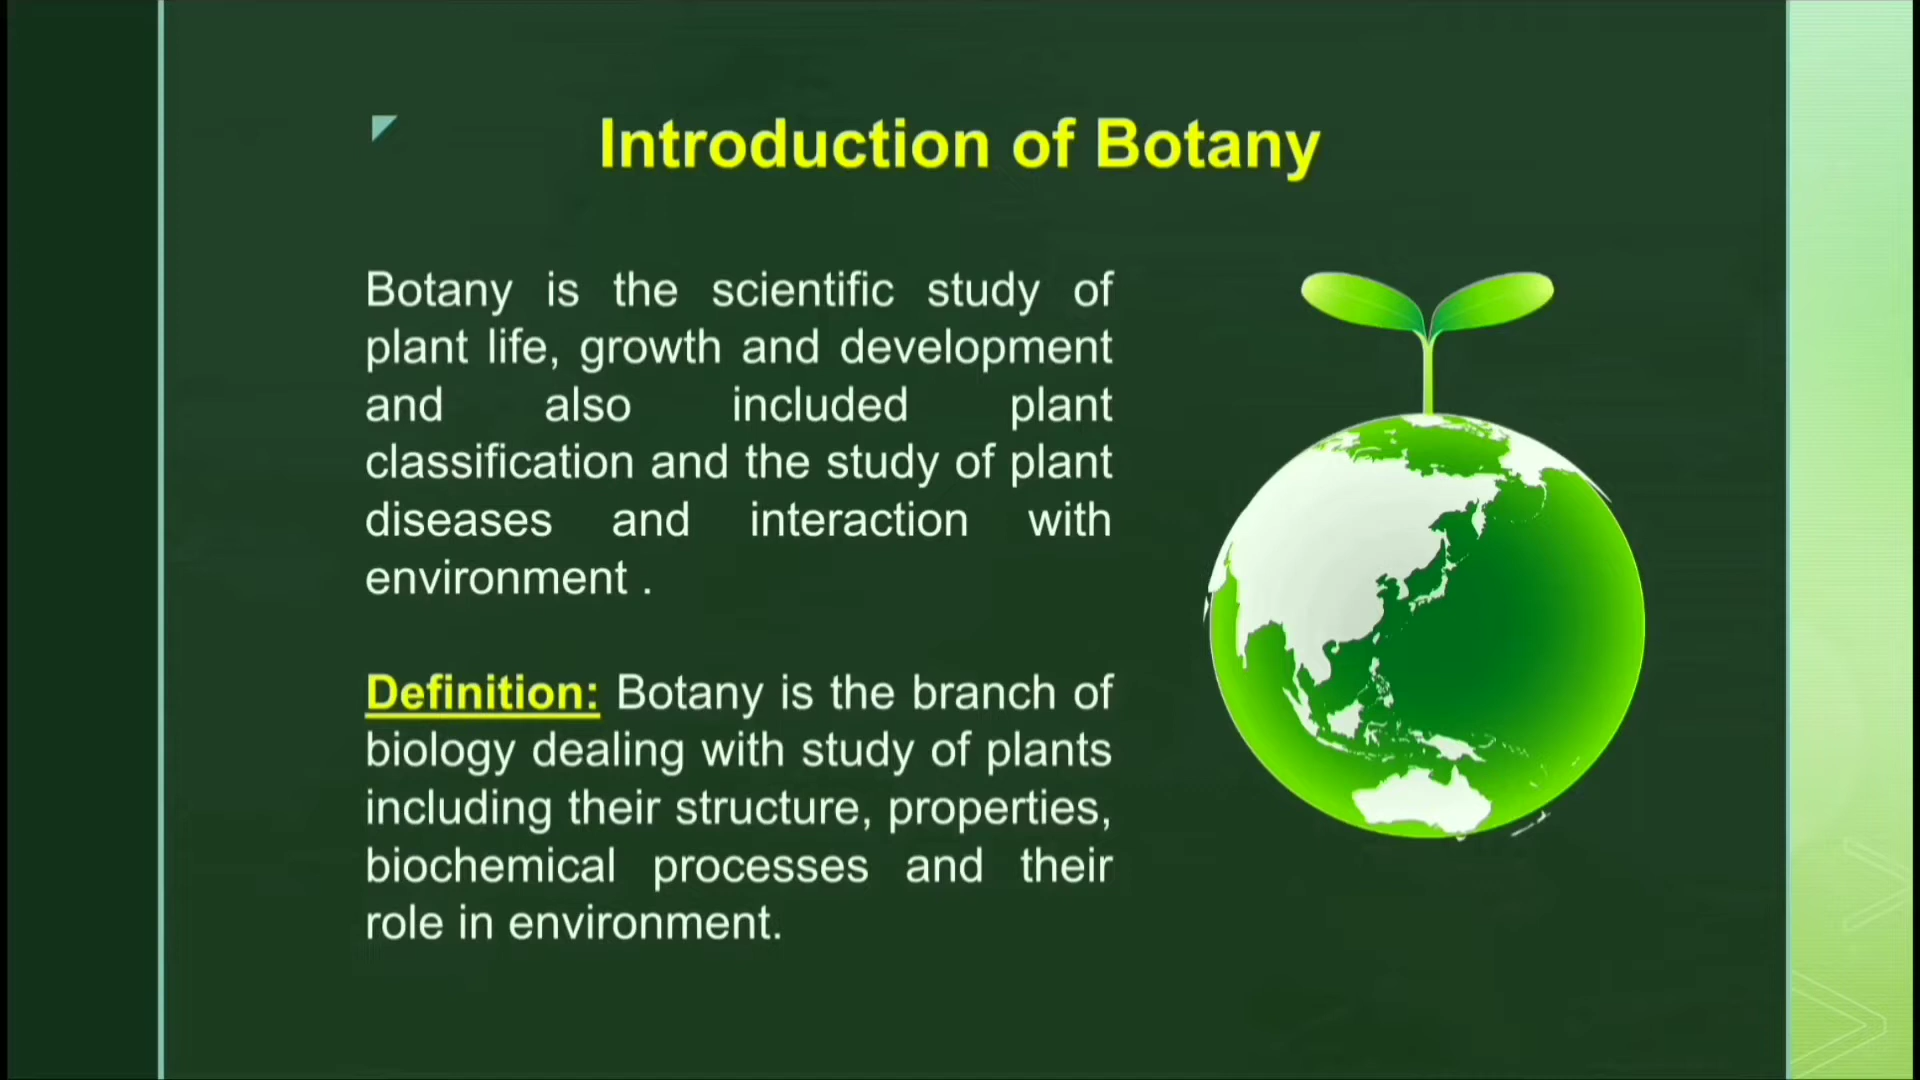 Introduction of Botany
Botany is the scientific study of
plant life, growth and development
and also included plant
classification and the study of plant
diseases and interaction with
environment .
Definition: Botany is the branch of
biology dealing with study of plants
including their structure, properties,
biochemical processes and their
role in environment.